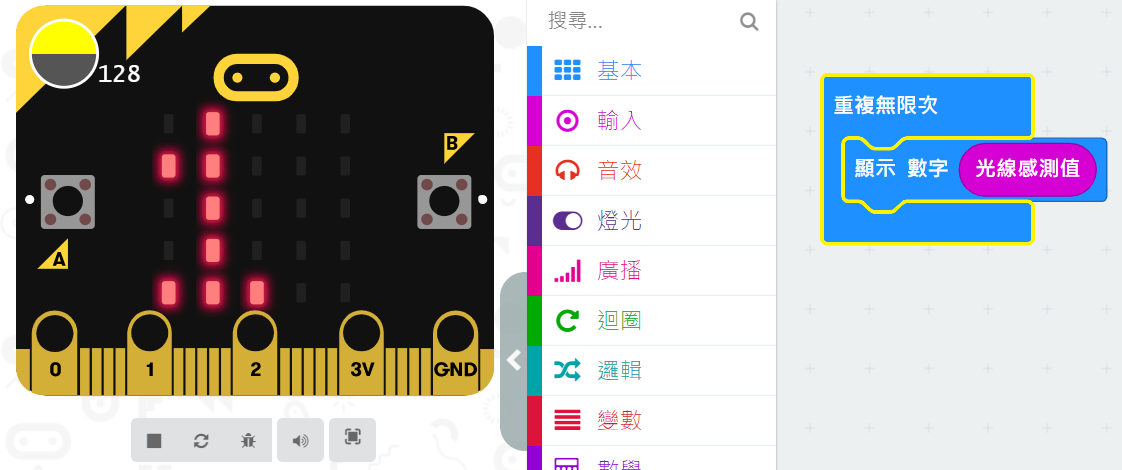 128
B
A
0
1
2
3V
GND
搜尋...
基本
輸入
音效
燈光
廣播
迴圈
邏輯
變數
數學
重複無限次
顯示 數字 光線感測值